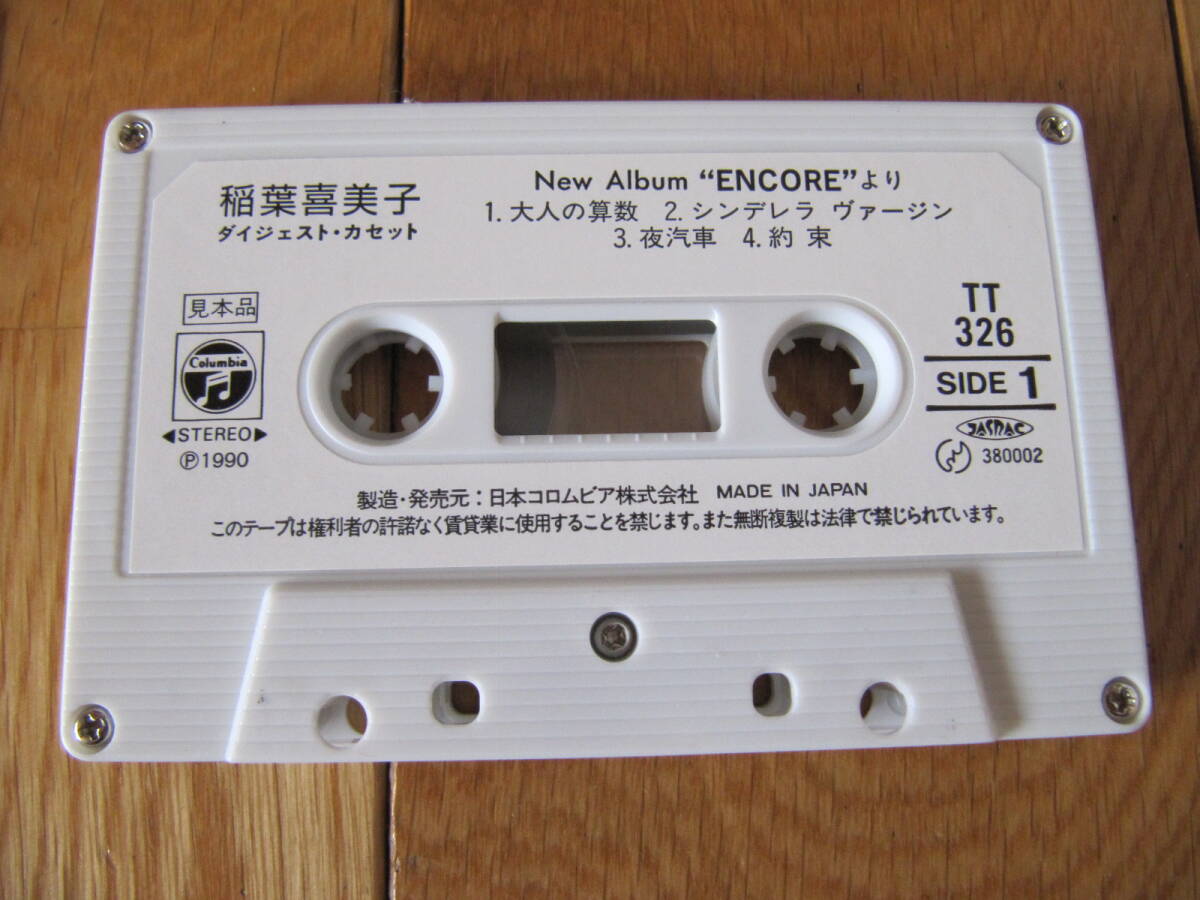 稲葉喜美子
ダイジェスト・カセット
New Album “ENCORE”より
1.大人の算数 2.シンデレラ ヴァージン
3.夜汽車 4.約 束
見本品
Columbia
◀STEREO▶
Ⓟ1990
TT
326
SIDE 1
JASRAC
380002
製造・発売元：日本コロムビア株式会社 MADE IN JAPAN
このテープは権利者の許諾なく賃貸業に使用することを禁じます。また無断複製は法律で禁じられています。